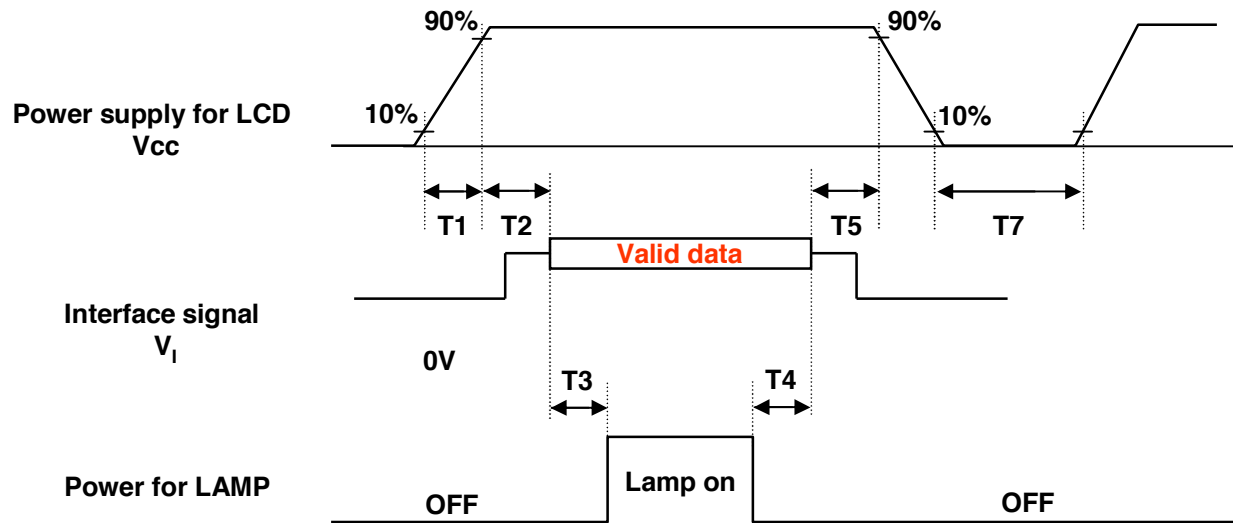 90%
90%
10%
10%
Power supply for LCD
Vcc
T1
T2
T5
T7
Valid data
Interface signal
V_I
0V
T3
T4
Power for LAMP
OFF
Lamp on
OFF